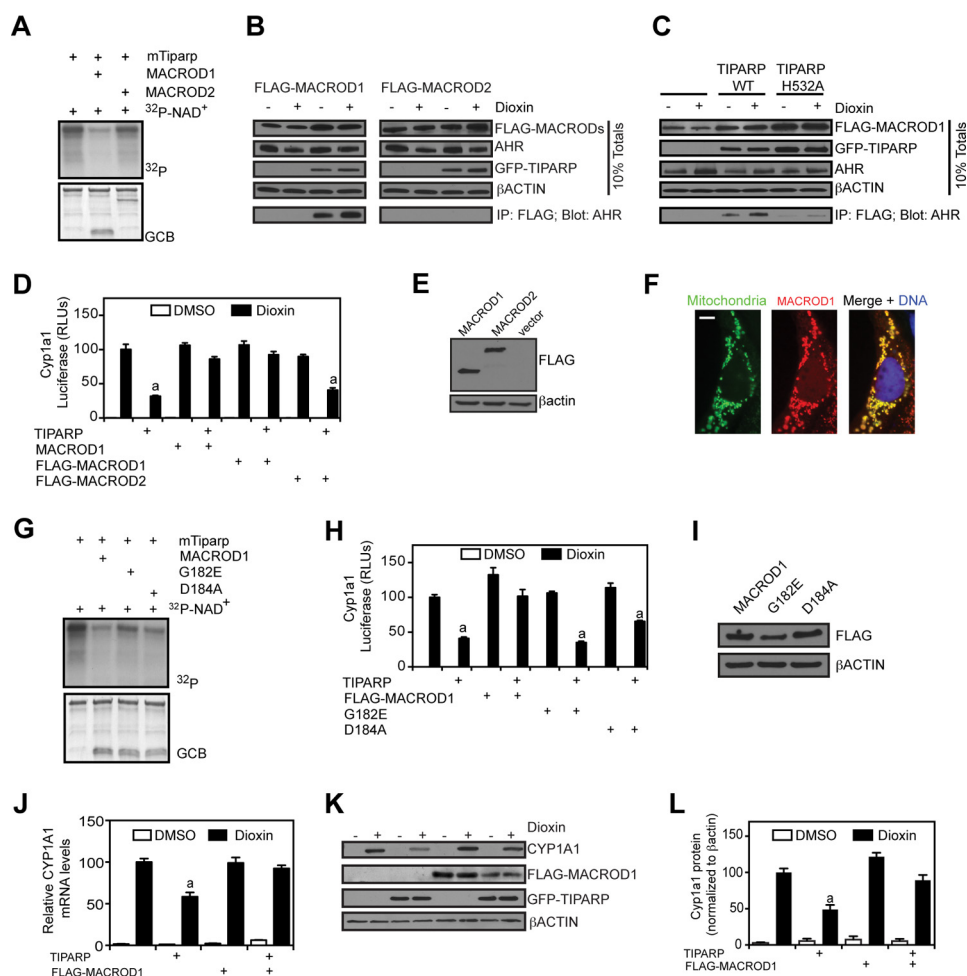 A
+ + + mTiparp
+ MACROD1
+ MACROD2
+ + + ³²P-NAD⁺
³²P
GCB
B
FLAG-MACROD1 FLAG-MACROD2
- + - + - + - + Dioxin
FLAG-MACRODs
AHR
GFP-TIPARP
βACTIN
10% Totals
IP: FLAG; Blot: AHR
C
TIPARP TIPARP
WT H532A
- + - + - + Dioxin
FLAG-MACROD1
GFP-TIPARP
AHR
βACTIN
10% Totals
IP: FLAG; Blot: AHR
D
DMSO Dioxin
Cyp1a1
Luciferase (RLUs)
100
50
0
a a
TIPARP + + + +
MACROD1 + +
FLAG-MACROD1 + +
FLAG-MACROD2 + +
E
MACROD1
MACROD2
vector
FLAG
βactin
F
Mitochondria MACROD1 Merge + DNA
G
+ + + + mTiparp
+ MACROD1
+ G182E
+ D184A
+ + + + ³²P-NAD⁺
³²P
GCB
H
DMSO Dioxin
Cyp1a1
Luciferase (RLUs)
150
100
50
0
a a a
TIPARP + + + +
FLAG-MACROD1 + +
G182E + +
D184A + +
I
MACROD1
G182E
D184A
FLAG
βACTIN
J
DMSO Dioxin
Relative CYP1A1
mRNA levels
100
50
0
a
TIPARP + +
FLAG-MACROD1 + +
K
Dioxin
- + - + - + - +
CYP1A1
FLAG-MACROD1
GFP-TIPARP
βACTIN
L
DMSO Dioxin
Cyp1a1 protein
(normalized to βactin)
150
100
50
0
a
TIPARP + +
FLAG-MACROD1 + +